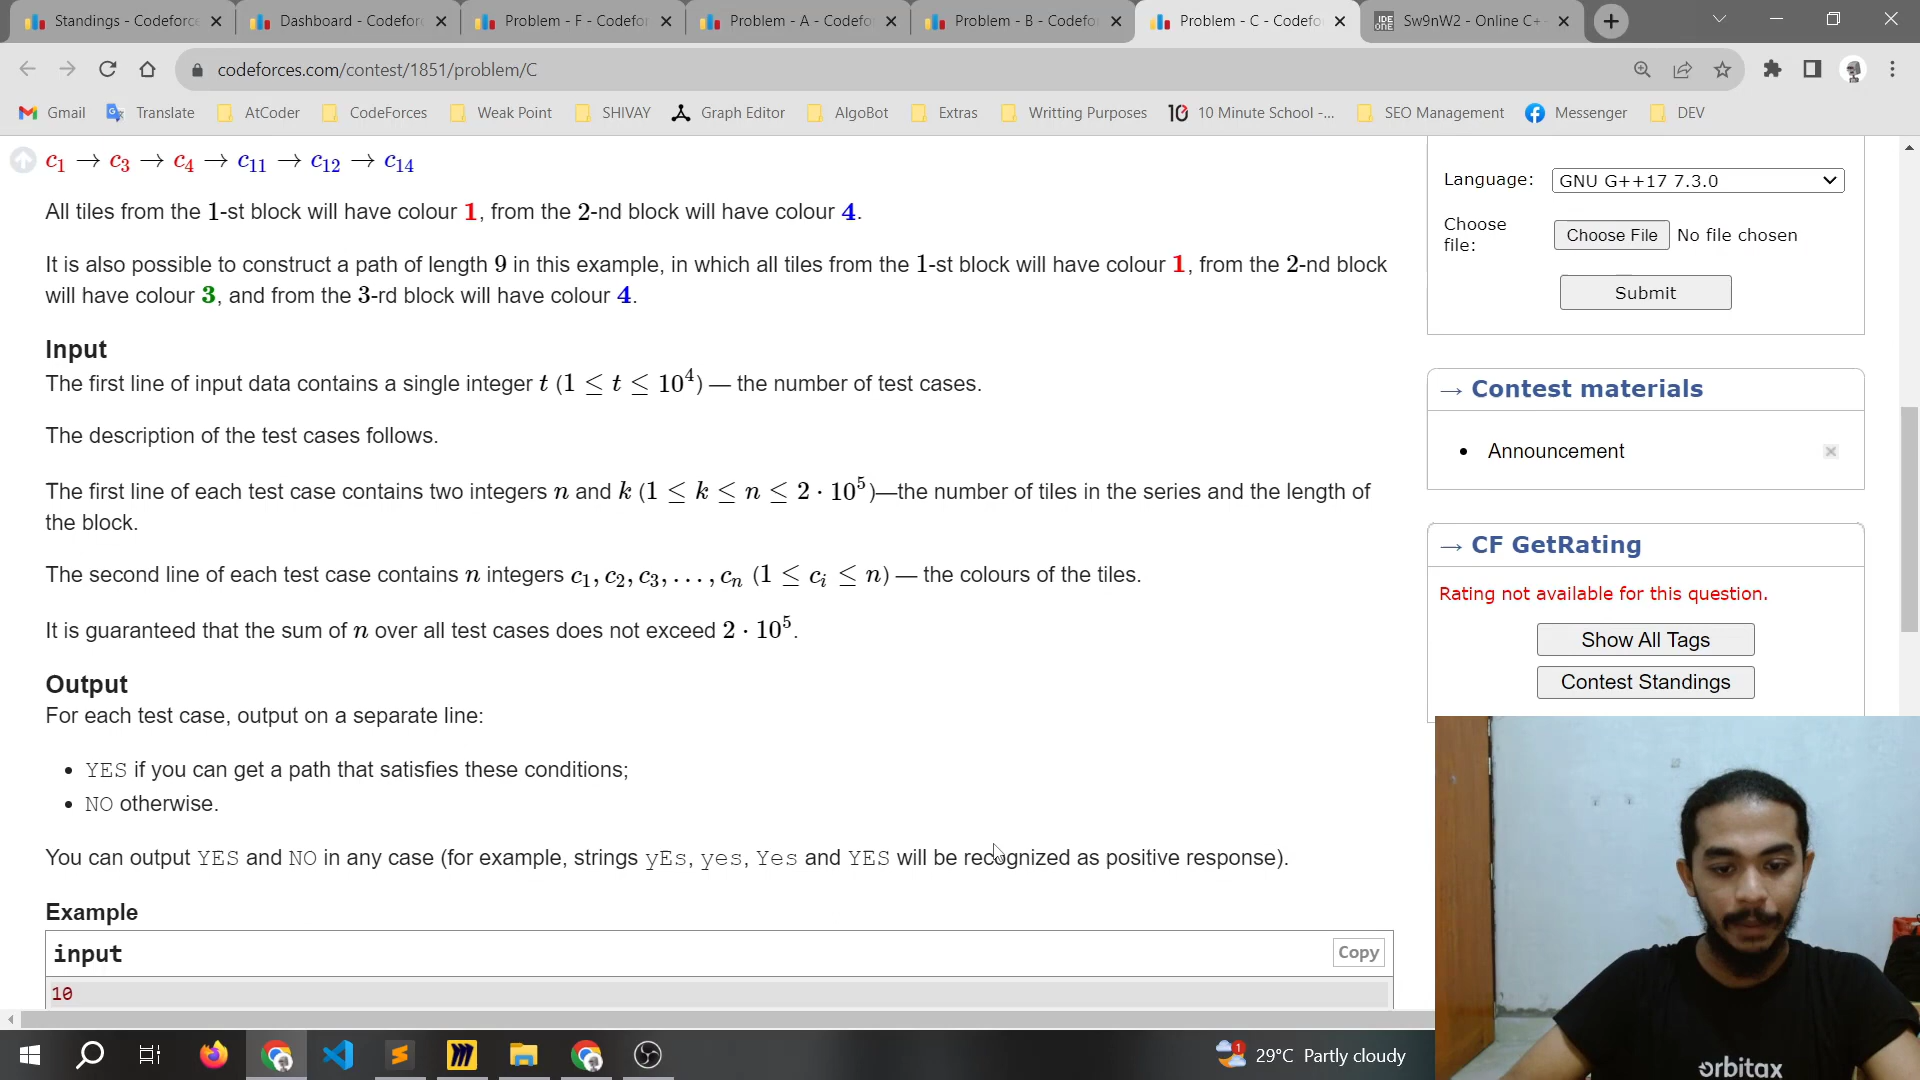 Standings - Codeforce
Dashboard - Codeforc
Problem - F - Codefor
Problem - A - Codefo
Problem - B - Codefo
Problem - C - Codefo
Sw9nW2 - Online C+
codeforces.com/contest/1851/problem/C
Gmail
Translate
AtCoder
CodeForces
Weak Point
SHIVAY
Graph Editor
AlgoBot
Extras
Writting Purposes
10 Minute School -...
SEO Management
Messenger
DEV
c1 → c3 → c4 → c11 → c12 → c14
All tiles from the 1-st block will have colour 1, from the 2-nd block will have colour 4.
It is also possible to construct a path of length 9 in this example, in which all tiles from the 1-st block will have colour 1, from the 2-nd block
will have colour 3, and from the 3-rd block will have colour 4.
Input
The first line of input data contains a single integer t (1 ≤ t ≤ 10^4) — the number of test cases.
The description of the test cases follows.
The first line of each test case contains two integers n and k (1 ≤ k ≤ n ≤ 2 · 10^5)—the number of tiles in the series and the length of
the block.
The second line of each test case contains n integers c1, c2, c3, ..., cn (1 ≤ ci ≤ n) — the colours of the tiles.
It is guaranteed that the sum of n over all test cases does not exceed 2 · 10^5.
Output
For each test case, output on a separate line:
• YES if you can get a path that satisfies these conditions;
• NO otherwise.
You can output YES and NO in any case (for example, strings yEs, yes, Yes and YES will be recognized as positive response).
Example
input
Copy
10
Language:
GNU G++17 7.3.0
Choose
file:
Choose File
No file chosen
Submit
→ Contest materials
• Announcement
→ CF GetRating
Rating not available for this question.
Show All Tags
Contest Standings
orbitax
1
29°C Partly cloudy